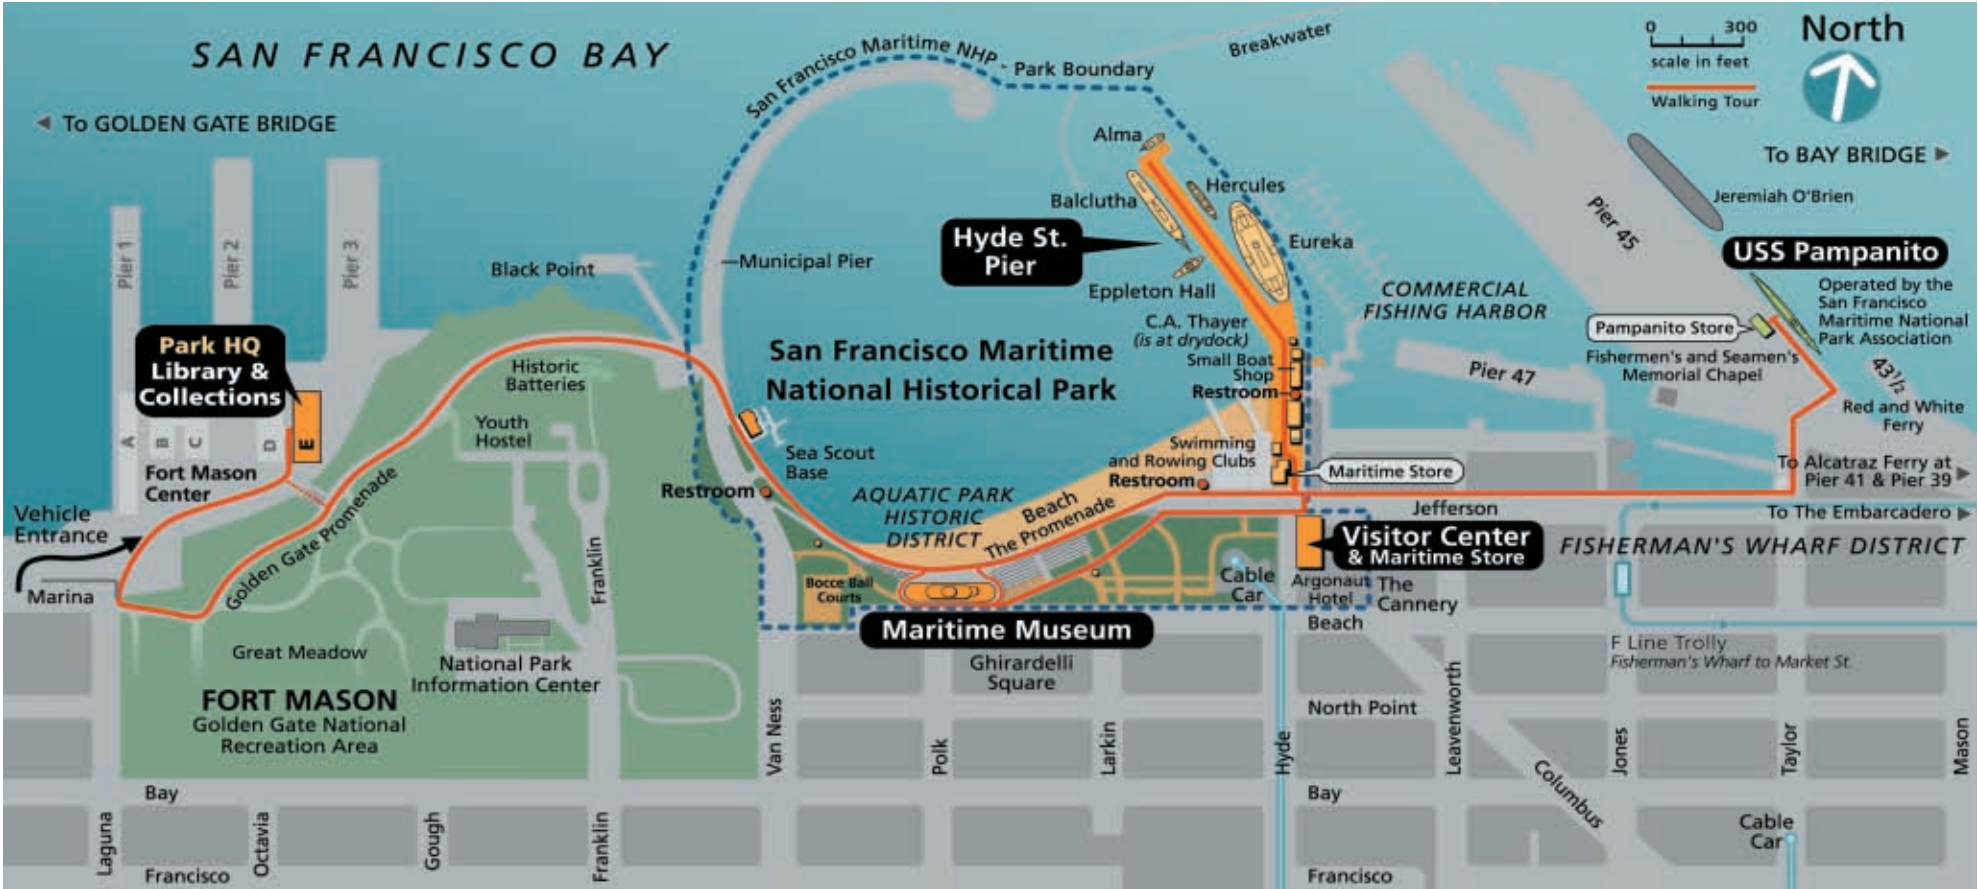 SAN FRANCISCO BAY
To GOLDEN GATE BRIDGE
San Francisco Maritime NHP - Park Boundary
Breakwater
0 300
scale in feet
Walking Tour
North
To BAY BRIDGE
Alma
Hercules
Balclutha
Hyde St.
Pier
Eureka
Eppleton Hall
C.A. Thayer
(is at drydock)
Small Boat
Shop
Restroom
Pier 45
Jeremiah O'Brien
USS Pampanito
Operated by the
San Francisco
Maritime National
Park Association
COMMERCIAL
FISHING HARBOR
Pampanito Store
Fishermen's and Seamen's
Memorial Chapel
Pier 47
43 1/2
Red and White
Ferry
Pier 1
Pier 2
Pier 3
Black Point
Municipal Pier
Park HQ
Library &
Collections
San Francisco Maritime
National Historical Park
Historic
Batteries
Youth
Hostel
A
B
C
D
E
Fort Mason
Center
Sea Scout
Base
Restroom
Swimming
and Rowing Clubs
Restroom
Maritime Store
To Alcatraz Ferry at
Pier 41 & Pier 39
Vehicle
Entrance
Golden Gate Promenade
AQUATIC PARK
HISTORIC
DISTRICT
Beach
The Promenade
Jefferson
To The Embarcadero
Visitor Center
& Maritime Store
FISHERMAN'S WHARF DISTRICT
Marina
Franklin
Bocce Ball
Courts
Cable
Car
Argonaut
Hotel
The
Cannery
Maritime Museum
Beach
Great Meadow
National Park
Information Center
Ghirardelli
Square
F Line Trolly
Fisherman's Wharf to Market St.
FORT MASON
Golden Gate National
Recreation Area
North Point
Van Ness
Polk
Larkin
Hyde
Leavenworth
Columbus
Jones
Taylor
Mason
Bay
Bay
Laguna
Octavia
Gough
Franklin
Cable
Car
Francisco
Francisco